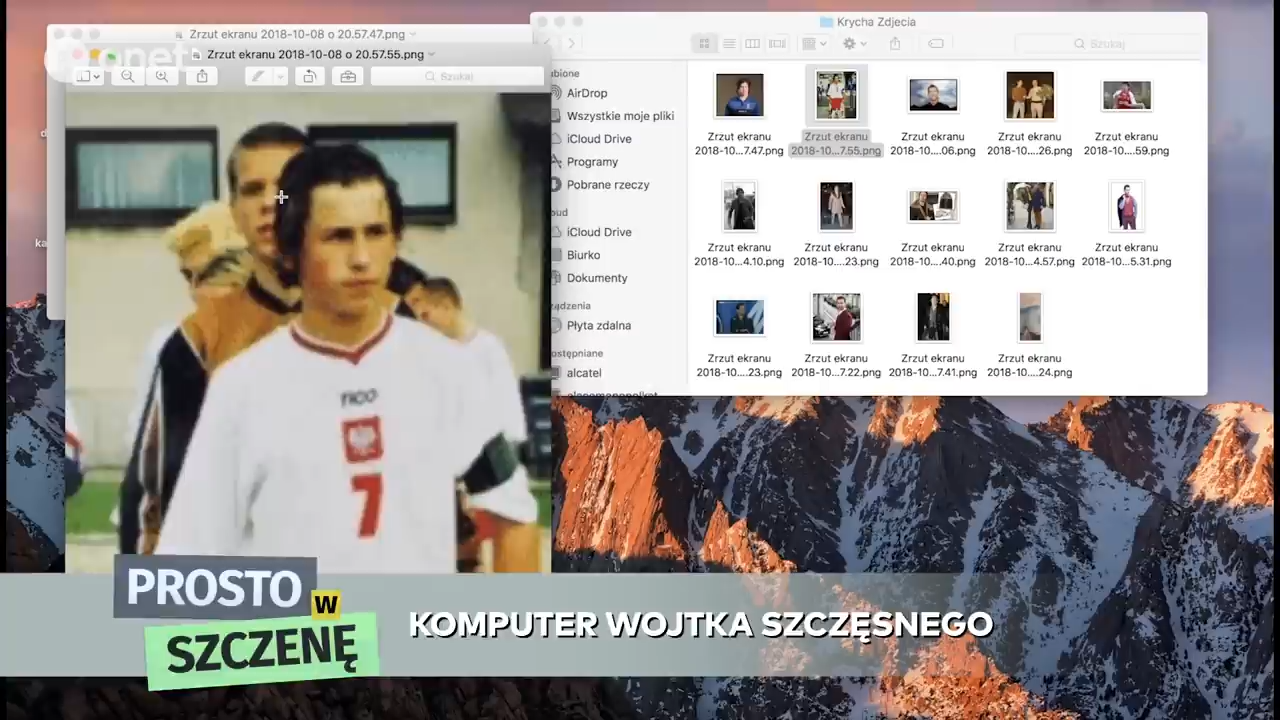 Zrzut ekranu 2018-10-08 o 20.57.47.png
onet
Zrzut ekranu 2018-10-08 o 20.57.55.png
Szukaj
TICO
7
Krycha Zdjecia
Szukaj
bione
AirDrop
Wszystkie moje pliki
iCloud Drive
Programy
Pobrane rzeczy
oud
iCloud Drive
Biurko
Dokumenty
ządzenia
Płyta zdalna
ostępniane
alcatel
Zrzut ekranu
2018-10...7.47.png
Zrzut ekranu
2018-10...7.55.png
Zrzut ekranu
2018-10....06.png
Zrzut ekranu
2018-10...26.png
Zrzut ekranu
2018-10....59.png
Zrzut ekranu
2018-10...4.10.png
Zrzut ekranu
2018-10....23.png
Zrzut ekranu
2018-10....40.png
Zrzut ekranu
2018-10...4.57.png
Zrzut ekranu
2018-10...5.31.png
Zrzut ekranu
2018-10....23.png
Zrzut ekranu
2018-10...7.22.png
Zrzut ekranu
2018-10...7.41.png
Zrzut ekranu
2018-10....24.png
ka
PROSTO
W
SZCZENĘ
KOMPUTER WOJTKA SZCZĘSNEGO